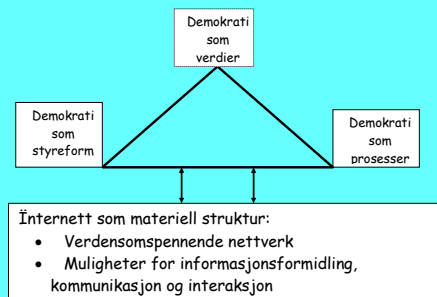 Demokrati
som
verdier
Demokrati
som
styreform
Demokrati
som
prosesser
Ïnternett som materiell struktur:
• Verdensomspennende nettverk
• Muligheter for informasjonsformidling,
kommunikasjon og interaksjon